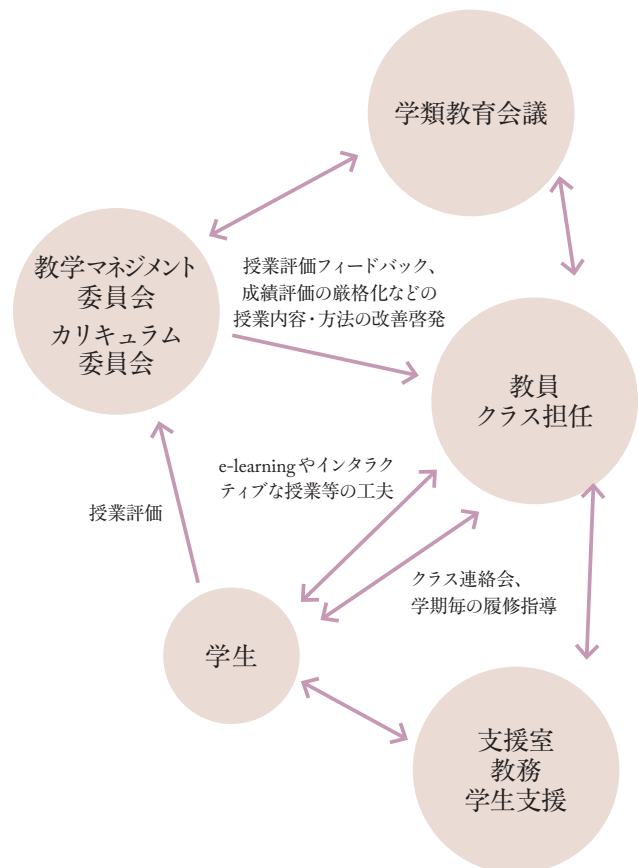 学類教育会議
教学マネジメント
委員会
カリキュラム
委員会
授業評価フィードバック、
成績評価の厳格化などの
授業内容・方法の改善啓発
教員
クラス担任
e-learningやインタラク
ティブな授業等の工夫
授業評価
クラス連絡会、
学期毎の履修指導
学生
支援室
教務
学生支援